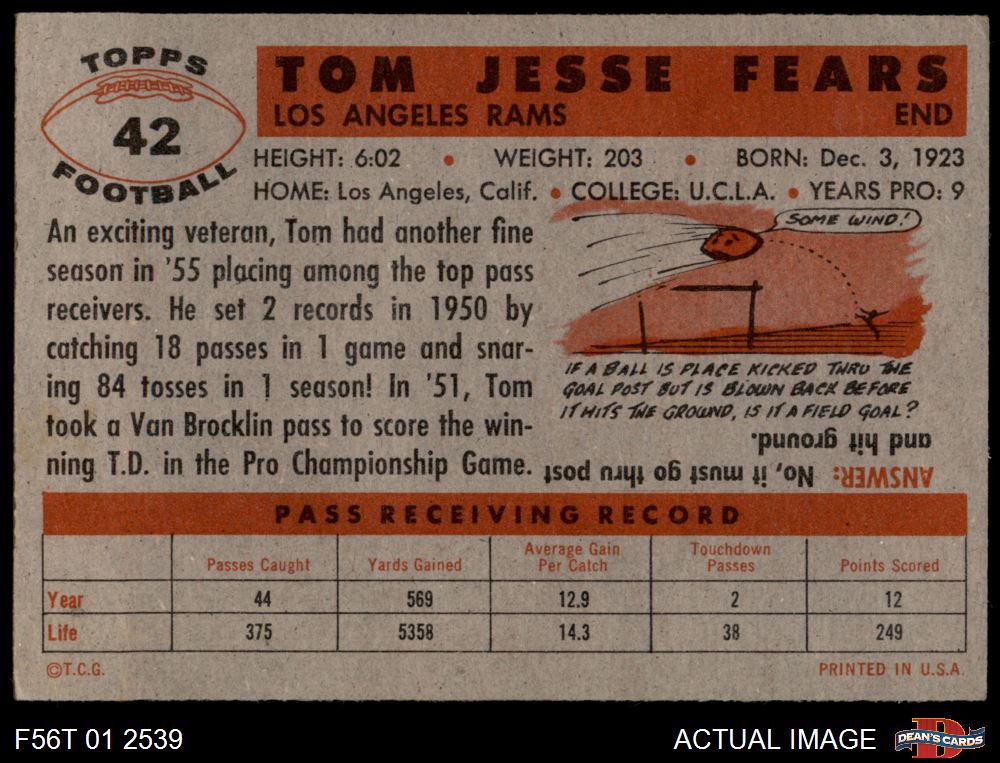 TOPPS
42
FOOTBALL
TOM JESSE FEARS
LOS ANGELES RAMS END
HEIGHT: 6:02 • WEIGHT: 203 • BORN: Dec. 3, 1923
HOME: Los Angeles, Calif. • COLLEGE: U.C.L.A. • YEARS PRO: 9
An exciting veteran, Tom had another fine
season in '55 placing among the top pass
receivers. He set 2 records in 1950 by
catching 18 passes in 1 game and snar-
ing 84 tosses in 1 season! In '51, Tom
took a Van Brocklin pass to score the win-
ning T.D. in the Pro Championship Game.
SOME WIND!
IF A BALL IS PLACE KICKED THRU THE
GOAL POST BUT IS BLOWN BACK BEFORE
IT HITS THE GROUND, IS IT A FIELD GOAL?
ANSWER: No, it must go thru post
and hit ground.
PASS RECEIVING RECORD
Passes Caught Yards Gained Average Gain Per Catch Touchdown Passes Points Scored
Year 44 569 12.9 2 12
Life 375 5358 14.3 38 249
©T.C.G. PRINTED IN U.S.A.
F56T 01 2539 ACTUAL IMAGE DEAN'S CARDS